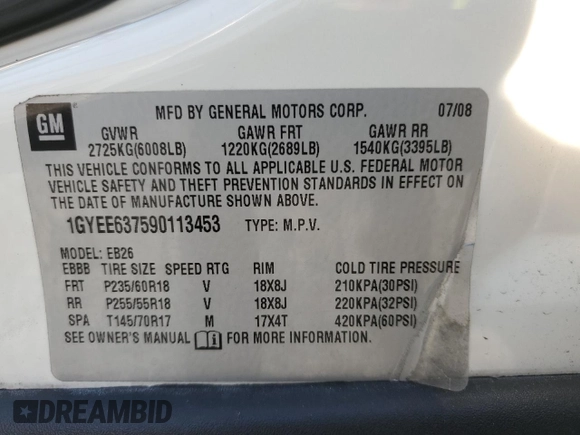 GM
MFD BY GENERAL MOTORS CORP. 07/08
GVWR GAWR FRT GAWR RR
2725KG(6008LB) 1220KG(2689LB) 1540KG(3395LB)
THIS VEHICLE CONFORMS TO ALL APPLICABLE U.S. FEDERAL MOTOR
VEHICLE SAFETY AND THEFT PREVENTION STANDARDS IN EFFECT ON
THE DATE OF MANUFACTURE SHOWN ABOVE.
1GYEE637590113453 TYPE: M.P.V.
MODEL: EB26
EBBB TIRE SIZE SPEED RTG RIM COLD TIRE PRESSURE
FRT P235/60R18 V 18X8J 210KPA(30PSI)
RR P255/55R18 V 18X8J 220KPA(32PSI)
SPA T145/70R17 M 17X4T 420KPA(60PSI)
SEE OWNER'S MANUAL FOR MORE INFORMATION.
DREAMBID